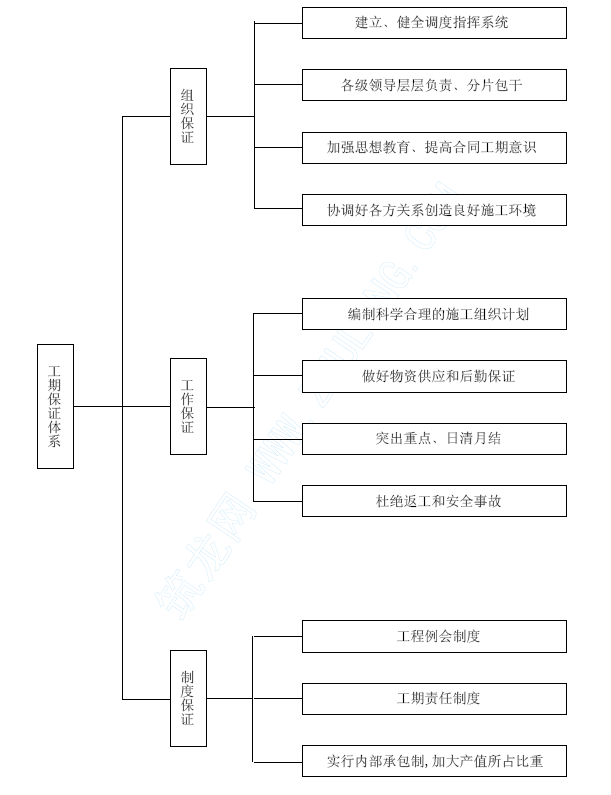 工期保证体系
组织保证
建立、健全调度指挥系统
各级领导层层负责、分片包干
加强思想教育、提高合同工期意识
协调好各方关系创造良好施工环境
工作保证
编制科学合理的施工组织计划
做好物资供应和后勤保证
突出重点、日清月结
杜绝返工和安全事故
制度保证
工程例会制度
工期责任制度
实行内部承包制,加大产值所占比重
筑龙网 WWW.ZHULONG.COM